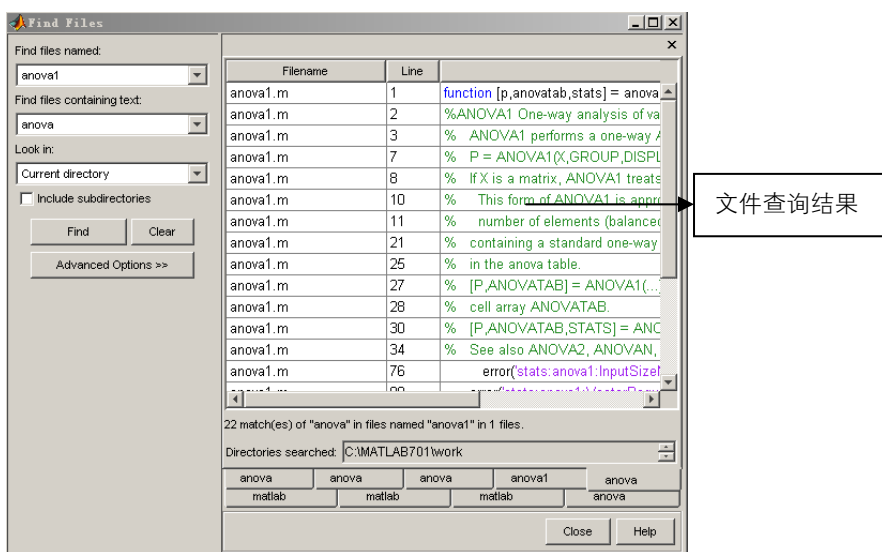 Find Files
Find files named:
anova1
Find files containing text:
anova
Look in:
Current directory
Include subdirectories
Find Clear
Advanced Options >>
Filename Line
anova1.m 1 function [p,anovatab,stats] = anova
anova1.m 2 %ANOVA1 One-way analysis of va
anova1.m 3 % ANOVA1 performs a one-way A
anova1.m 7 % P = ANOVA1(X,GROUP,DISPL
anova1.m 8 % If X is a matrix, ANOVA1 treats
anova1.m 10 % This form of ANOVA1 is appr
anova1.m 11 % number of elements (balanced
anova1.m 21 % containing a standard one-way
anova1.m 25 % in the anova table.
anova1.m 27 % [P,ANOVATAB] = ANOVA1(...)
anova1.m 28 % cell array ANOVATAB.
anova1.m 30 % [P,ANOVATAB,STATS] = ANO
anova1.m 34 % See also ANOVA2, ANOVAN,
anova1.m 76 error('stats:anova1:InputSizeM
22 match(es) of "anova" in files named "anova1" in 1 files.
Directories searched: C:\MATLAB701\work
anova anova anova anova1 anova
matlab matlab matlab anova
Close Help
文件查询结果